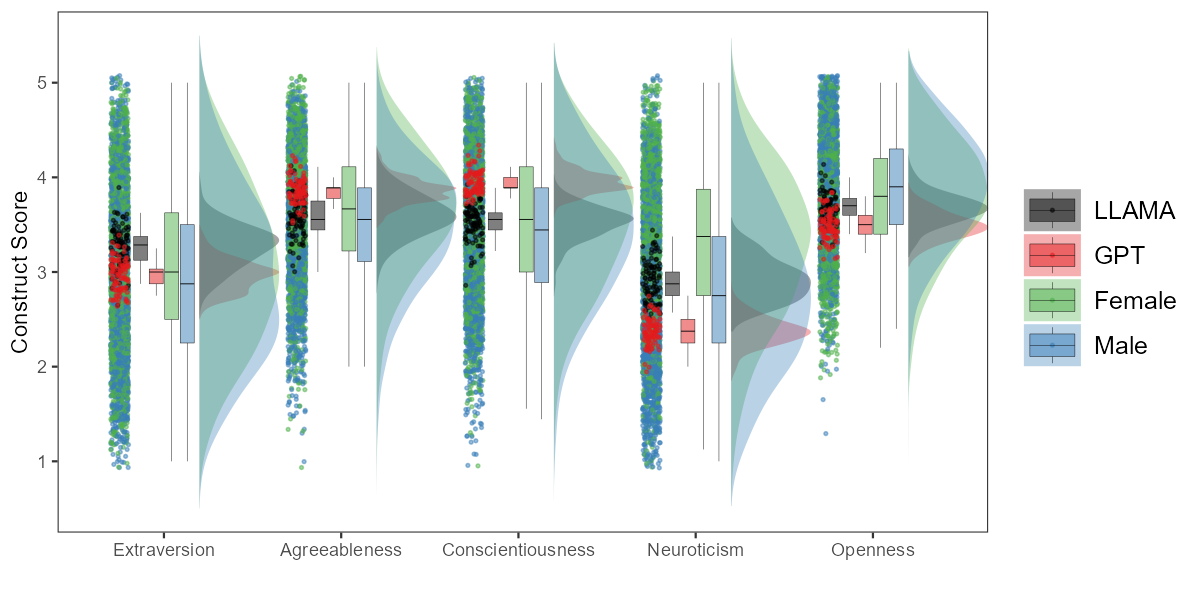 Construct Score
5
4
3
2
1
Extraversion
Agreeableness
Conscientiousness
Neuroticism
Openness
LLAMA
GPT
Female
Male